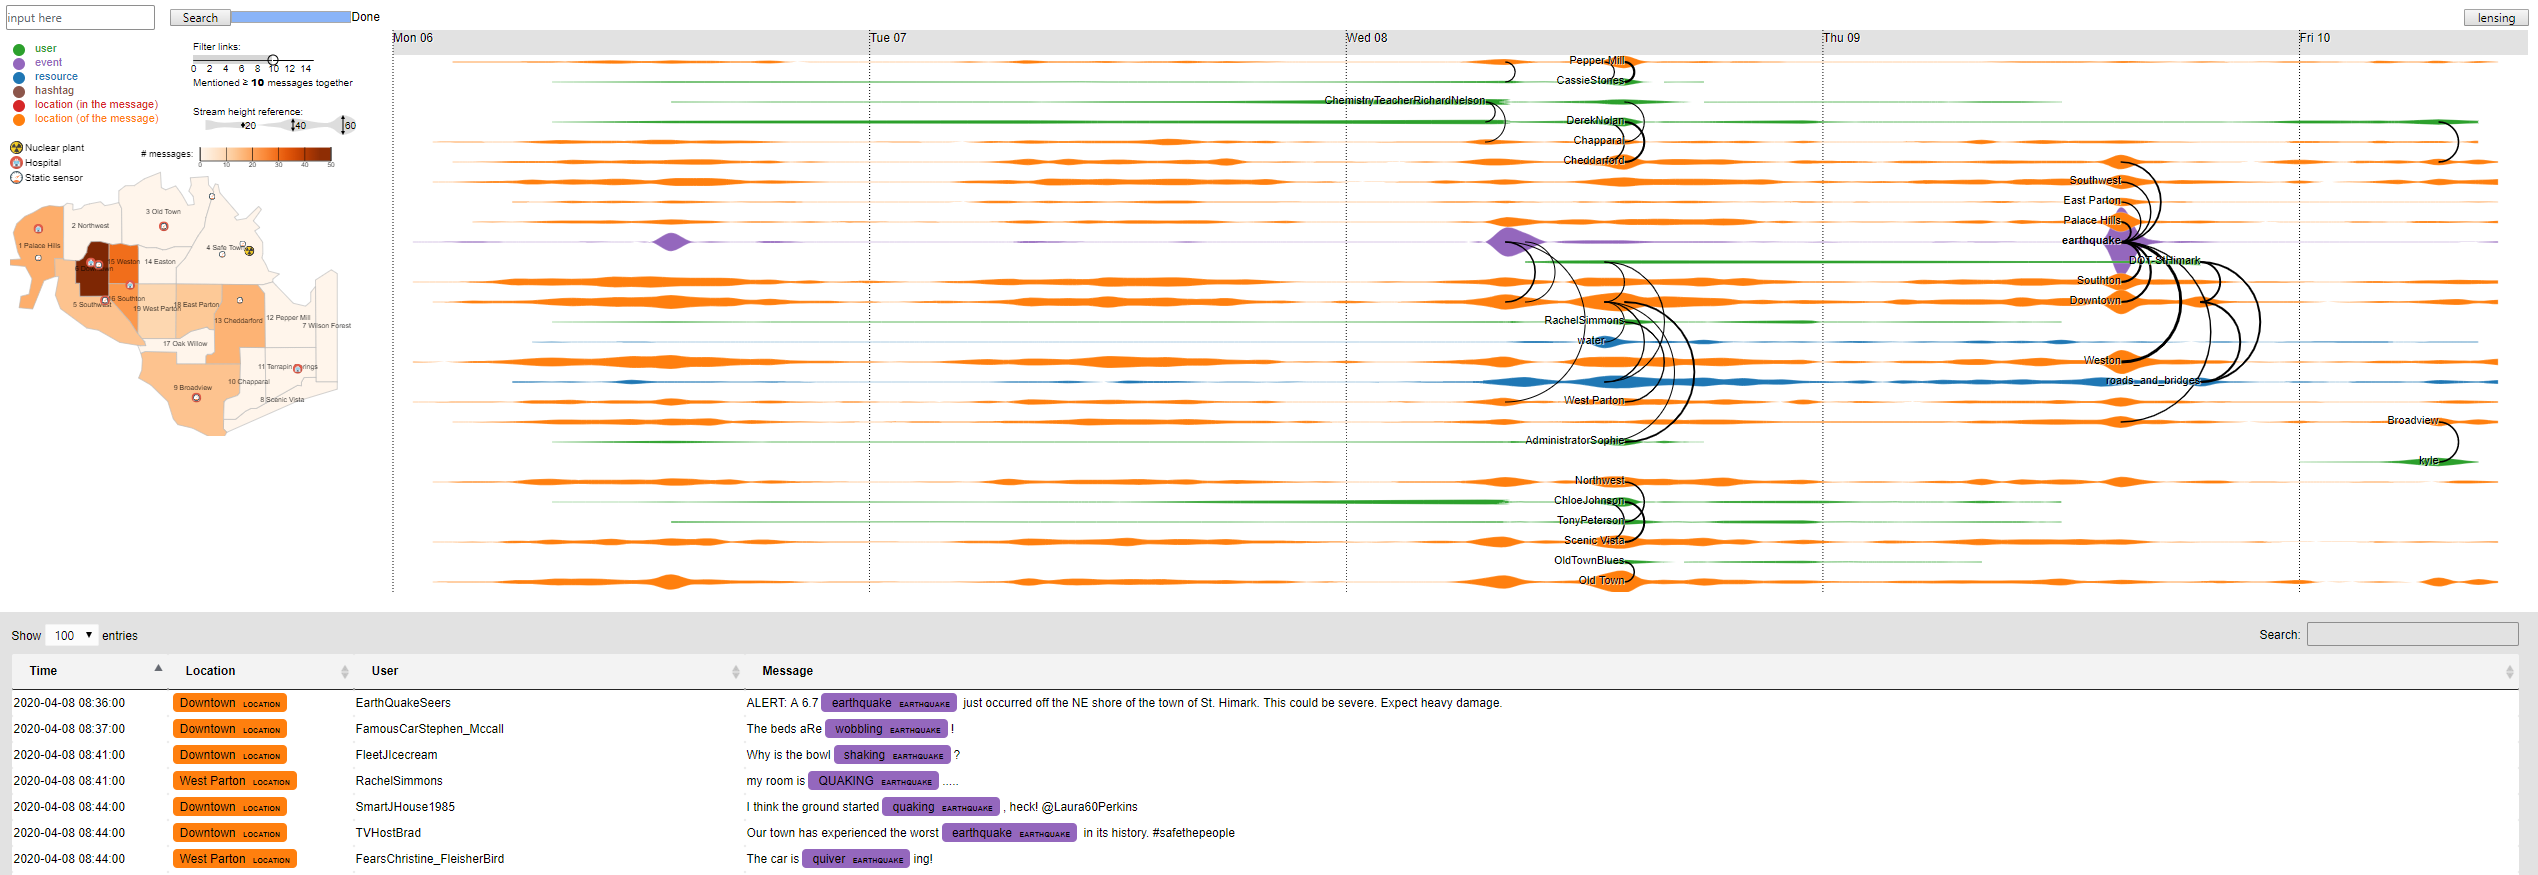 input here Search Done lensing
user
event
resource
hashtag
location (in the message)
location (of the message)
Filter links:
0 2 4 6 8 10 12 14
Mentioned ≥ 10 messages together
Stream height reference:
20 40 60
Nuclear plant
Hospital
Static sensor
# messages:
0 10 20 30 40 50
3 Old Town
2 Northwest
1 Palace Hills
4 Safe Town
15 Weston
14 Easton
5 Southwest
16 Southton
19 West Parton
18 East Parton
13 Cheddarford
12 Pepper Mill
7 Wilson Forest
17 Oak Willow
11 Terrapin
9 Broadview
10 Chapparal
8 Scenic Vista
Mon 06 Tue 07 Wed 08 Thu 09 Fri 10
Pepper Mill
CassieStones
ChemistryTeacherRichardNelson
DerekNolan
Chapparal
Cheddarford
Southwest
East Parton
Palace Hills
earthquake
DOT-StHimark
Southton
Downtown
RachelSimmons
water
Weston
roads_and_bridges
West Parton
Broadview
AdministratorSophie
kyle
Northwest
ChloeJohnson
TonyPeterson
Scenic Vista
OldTownBlues
Old Town
Show 100 entries Search:
Time Location User Message
2020-04-08 08:36:00 Downtown LOCATION EarthQuakeSeers ALERT: A 6.7 earthquake EARTHQUAKE just occurred off the NE shore of the town of St. Himark. This could be severe. Expect heavy damage.
2020-04-08 08:37:00 Downtown LOCATION FamousCarStephen_Mccall The beds aRe wobbling EARTHQUAKE !
2020-04-08 08:41:00 Downtown LOCATION FleetJIcecream Why is the bowl shaking EARTHQUAKE ?
2020-04-08 08:41:00 West Parton LOCATION RachelSimmons my room is QUAKING EARTHQUAKE .....
2020-04-08 08:44:00 Downtown LOCATION SmartJHouse1985 I think the ground started quaking EARTHQUAKE , heck! @Laura60Perkins
2020-04-08 08:44:00 Downtown LOCATION TVHostBrad Our town has experienced the worst earthquake EARTHQUAKE in its history. #safethepeople
2020-04-08 08:44:00 West Parton LOCATION FearsChristine_FleisherBird The car is quiver EARTHQUAKE ing!